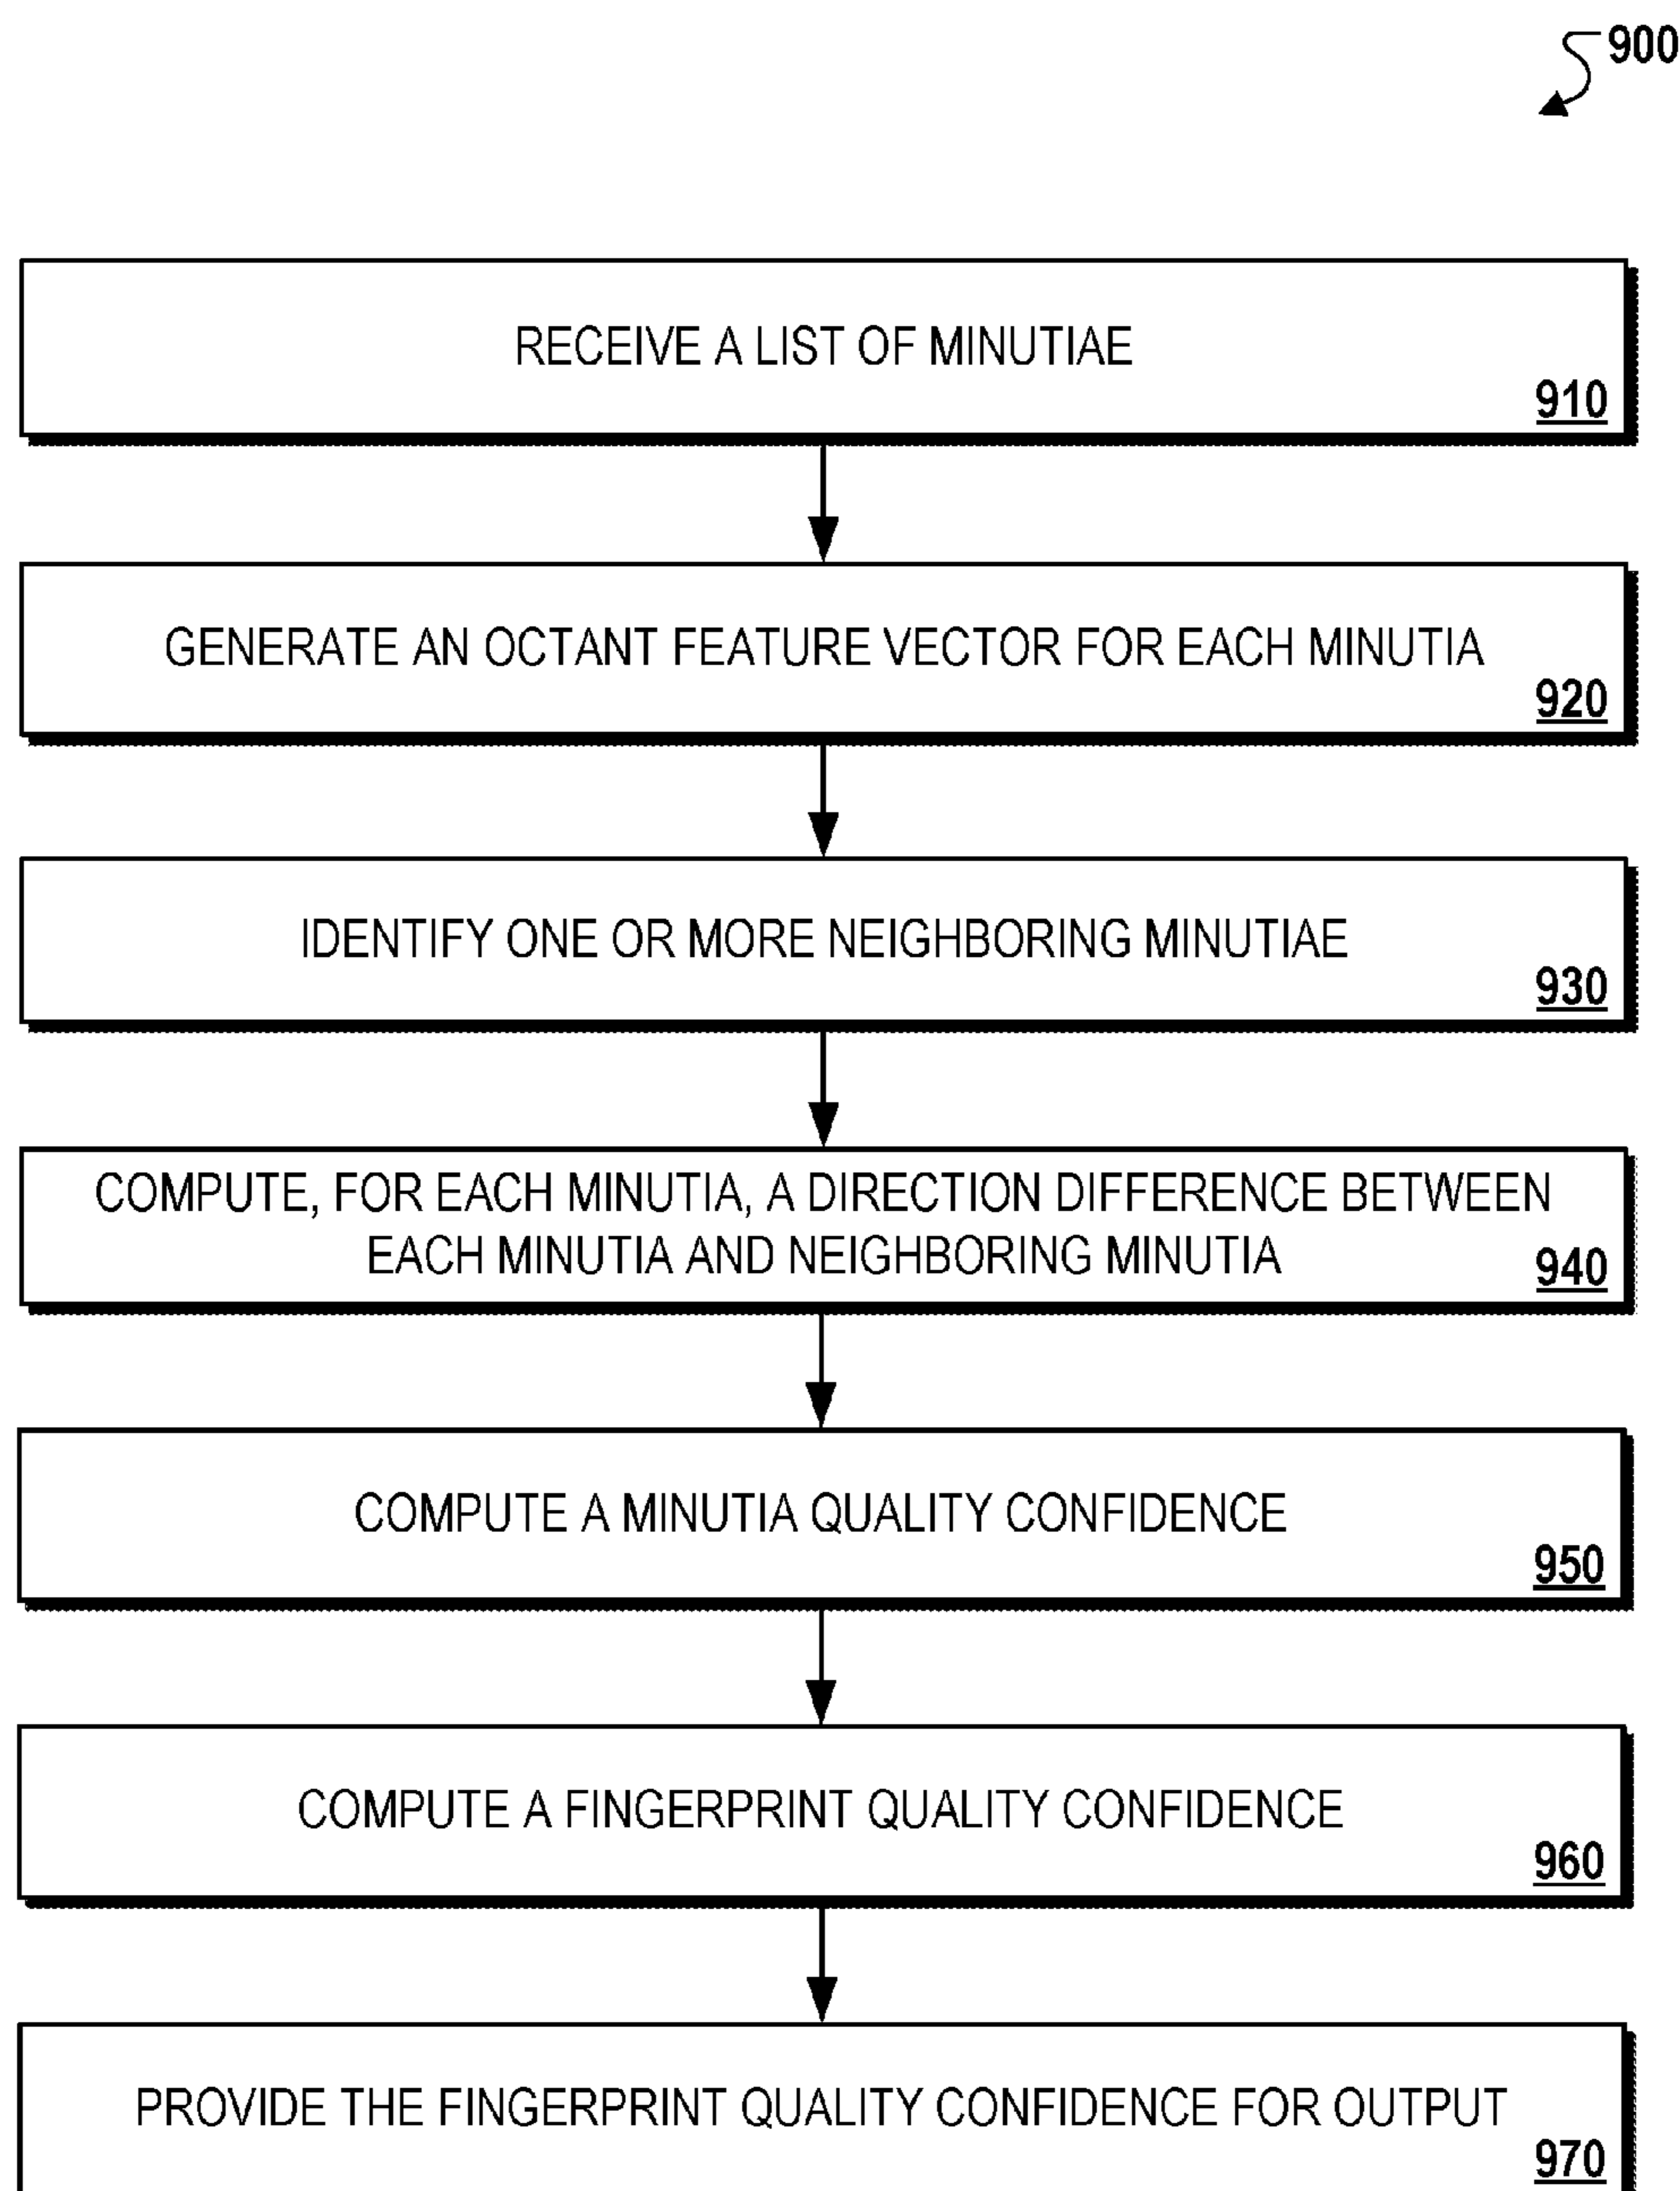 900
RECEIVE A LIST OF MINUTIAE
910
GENERATE AN OCTANT FEATURE VECTOR FOR EACH MINUTIA
920
IDENTIFY ONE OR MORE NEIGHBORING MINUTIAE
930
COMPUTE, FOR EACH MINUTIA, A DIRECTION DIFFERENCE BETWEEN
EACH MINUTIA AND NEIGHBORING MINUTIA
940
COMPUTE A MINUTIA QUALITY CONFIDENCE
950
COMPUTE A FINGERPRINT QUALITY CONFIDENCE
960
PROVIDE THE FINGERPRINT QUALITY CONFIDENCE FOR OUTPUT
970